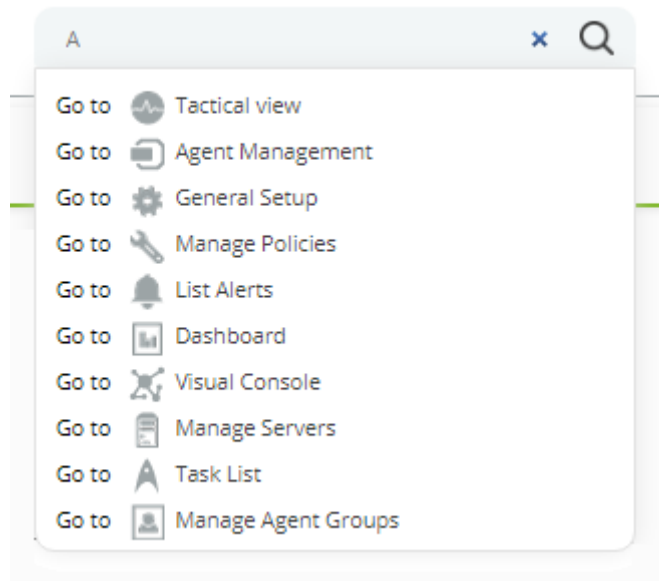 A
Go to Tactical view
Go to Agent Management
Go to General Setup
Go to Manage Policies
Go to List Alerts
Go to Dashboard
Go to Visual Console
Go to Manage Servers
Go to Task List
Go to Manage Agent Groups